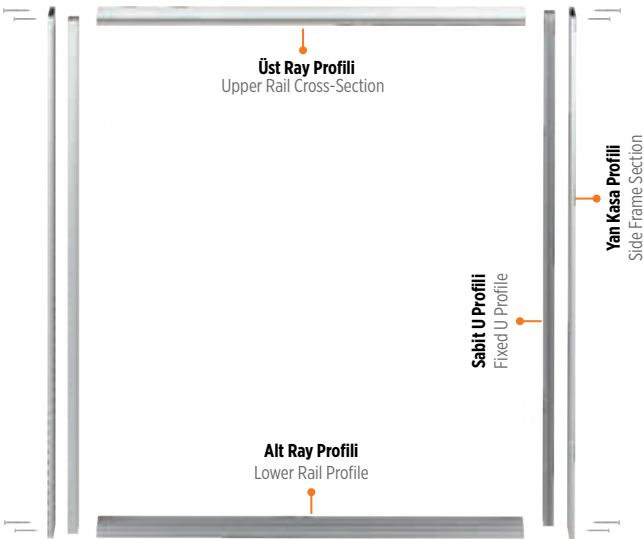 Üst Ray Profili
Upper Rail Cross-Section
Yan Kasa Profili
Side Frame Section
Sabit U Profili
Fixed U Profile
Alt Ray Profili
Lower Rail Profile